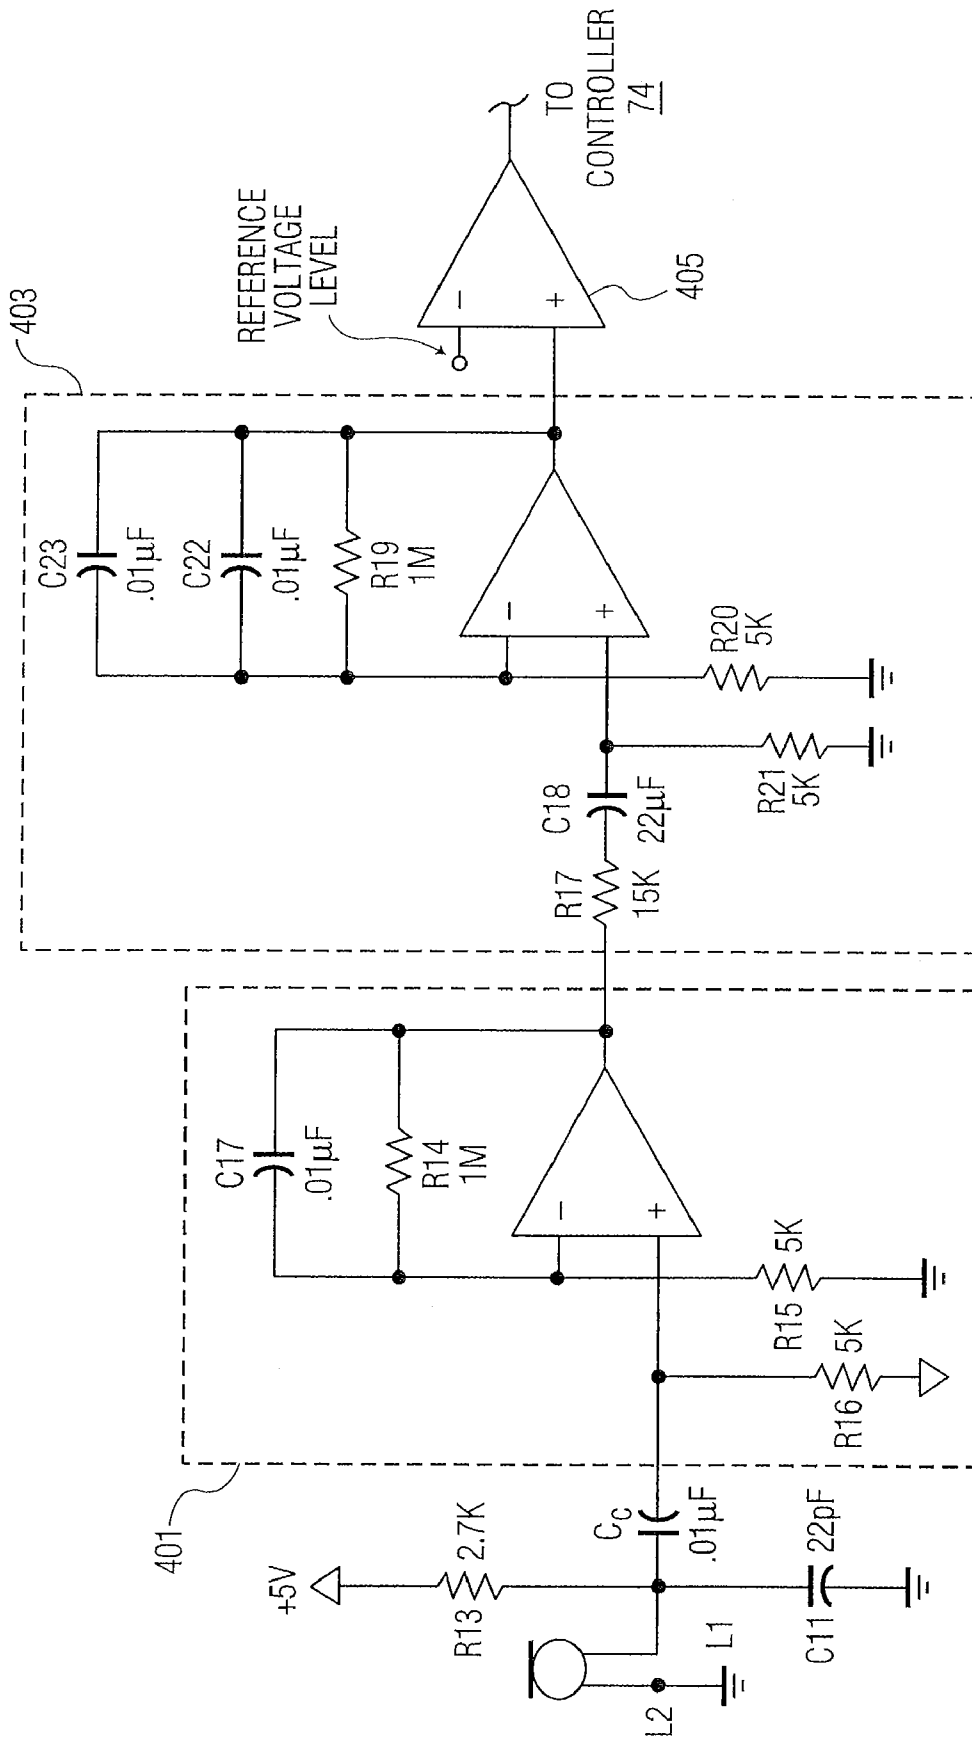 401
403
+5V
R13
2.7K
L2
L1
C11
22pF
CC
.01µF
R16
5K
R15
5K
C17
.01µF
R14
1M
−
+
R17
15K
C18
22µF
R21
5K
R20
5K
C23
.01µF
C22
.01µF
R19
1M
−
+
REFERENCE
VOLTAGE
LEVEL
−
+
405
TO
CONTROLLER
74